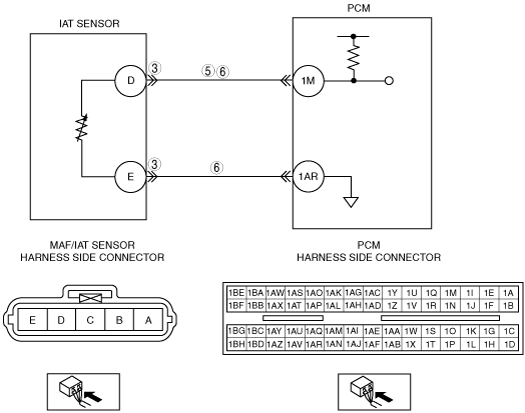 PCM
IAT SENSOR
3 5 6
D 1M
3 6
E 1AR
MAF/IAT SENSOR
HARNESS SIDE CONNECTOR
PCM
HARNESS SIDE CONNECTOR
E D C B A
1BE 1BA 1AW 1AS 1AO 1AK 1AG 1AC 1Y 1U 1Q 1M 1I 1E 1A
1BF 1BB 1AX 1AT 1AP 1AL 1AH 1AD 1Z 1V 1R 1N 1J 1F 1B
1BG 1BC 1AY 1AU 1AQ 1AM 1AI 1AE 1AA 1W 1S 1O 1K 1G 1C
1BH 1BD 1AZ 1AV 1AR 1AN 1AJ 1AF 1AB 1X 1T 1P 1L 1H 1D